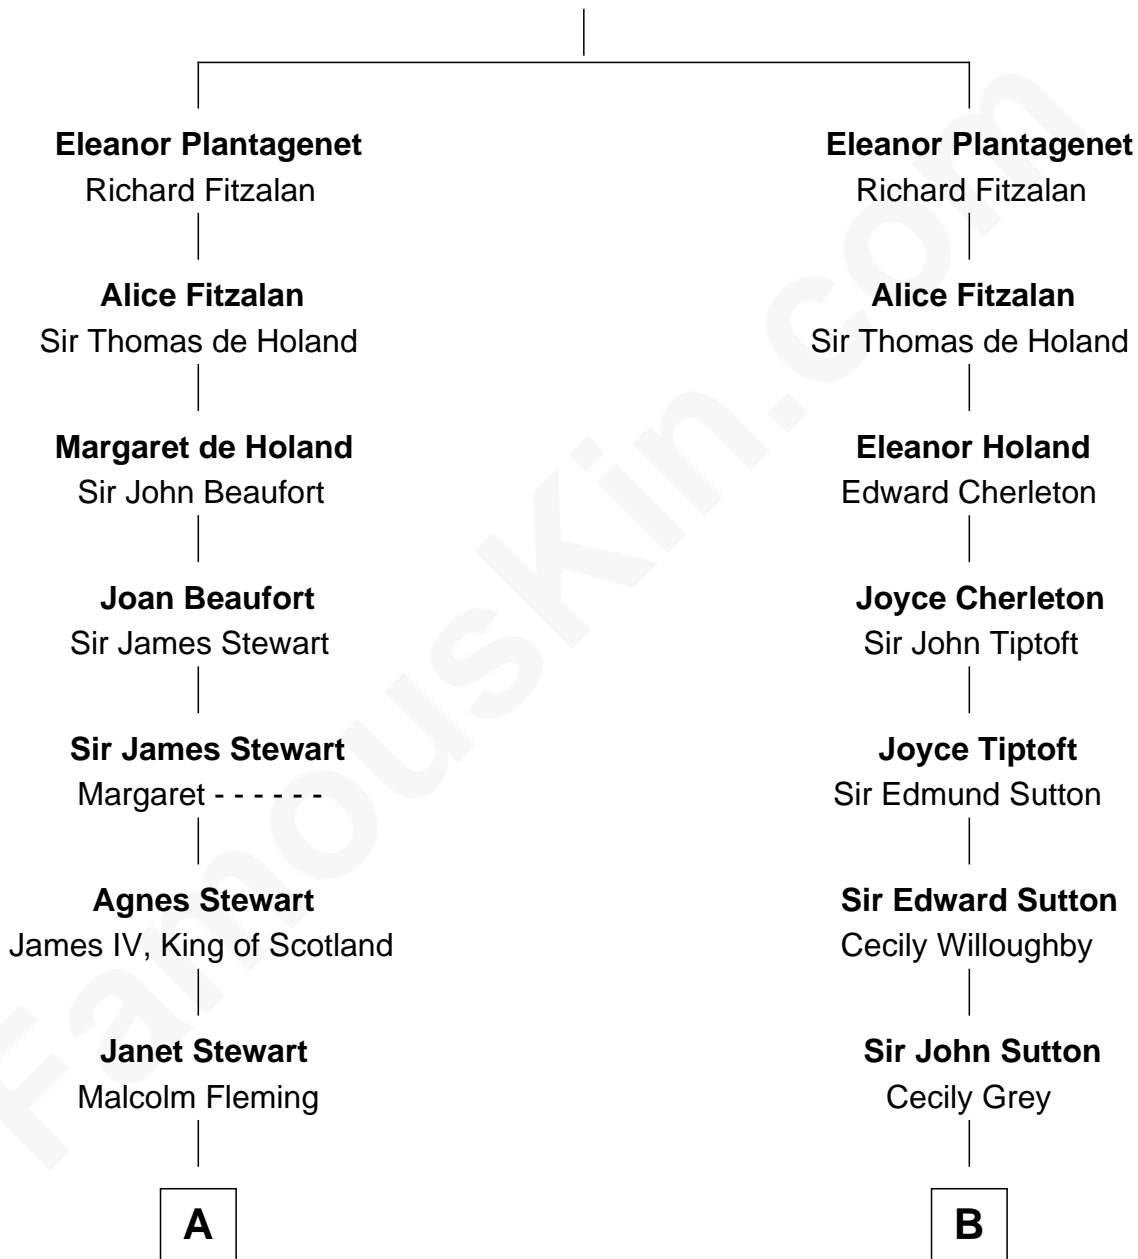 Eleanor Plantagenet
Richard Fitzalan
Alice Fitzalan
Sir Thomas de Holand
Margaret de Holand
Sir John Beaufort
Joan Beaufort
Sir James Stewart
Sir James Stewart
Margaret - - - - - -
Agnes Stewart
James IV, King of Scotland
Janet Stewart
Malcolm Fleming
A
Eleanor Plantagenet
Richard Fitzalan
Alice Fitzalan
Sir Thomas de Holand
Eleanor Holand
Edward Cherleton
Joyce Cherleton
Sir John Tiptoft
Joyce Tiptoft
Sir Edmund Sutton
Sir Edward Sutton
Cecily Willoughby
Sir John Sutton
Cecily Grey
B
FamousKin.com